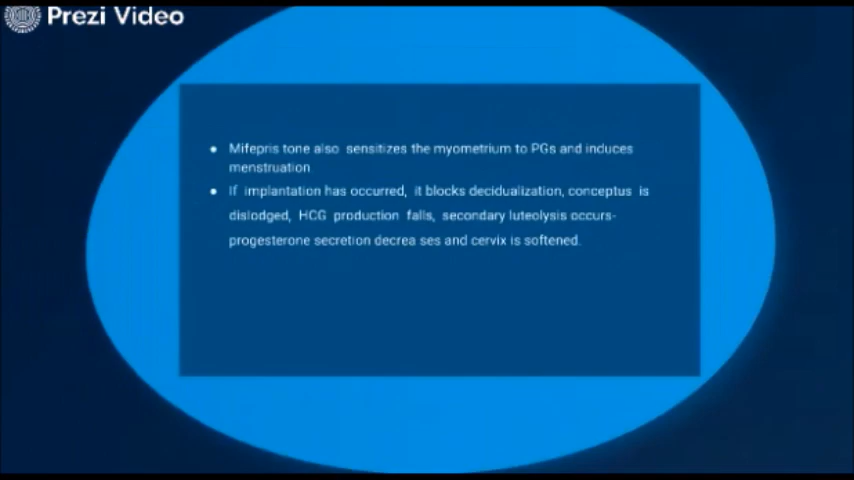 Prezi Video
• Mifepris tone also sensitizes the myometrium to PGs and induces
menstruation
• If implantation has occurred, it blocks decidualization, conceptus is
dislodged, HCG production falls, secondary luteolysis occurs-
progesterone secretion decrea ses and cervix is softened.